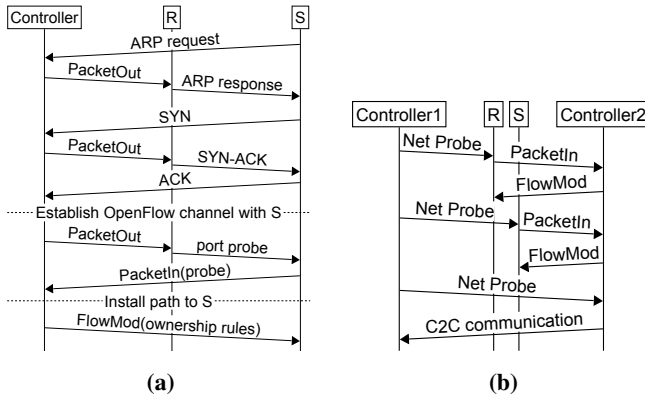 Controller R S
ARP request
PacketOut
ARP response
SYN
PacketOut
SYN-ACK
ACK
Establish OpenFlow channel with S
PacketOut
port probe
PacketIn(probe)
Install path to S
FlowMod(ownership rules)
(a)
Controller1 R S Controller2
Net Probe
PacketIn
FlowMod
Net Probe
PacketIn
FlowMod
Net Probe
C2C communication
(b)